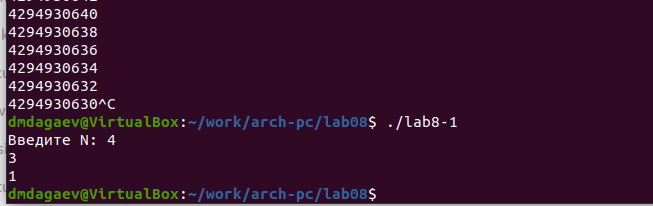 4294930640
4294930638
4294930636
4294930634
4294930632
4294930630^C
dmdagaev@VirtualBox:~/work/arch-pc/lab08$ ./lab8-1
Введите N: 4
3
1
dmdagaev@VirtualBox:~/work/arch-pc/lab08$